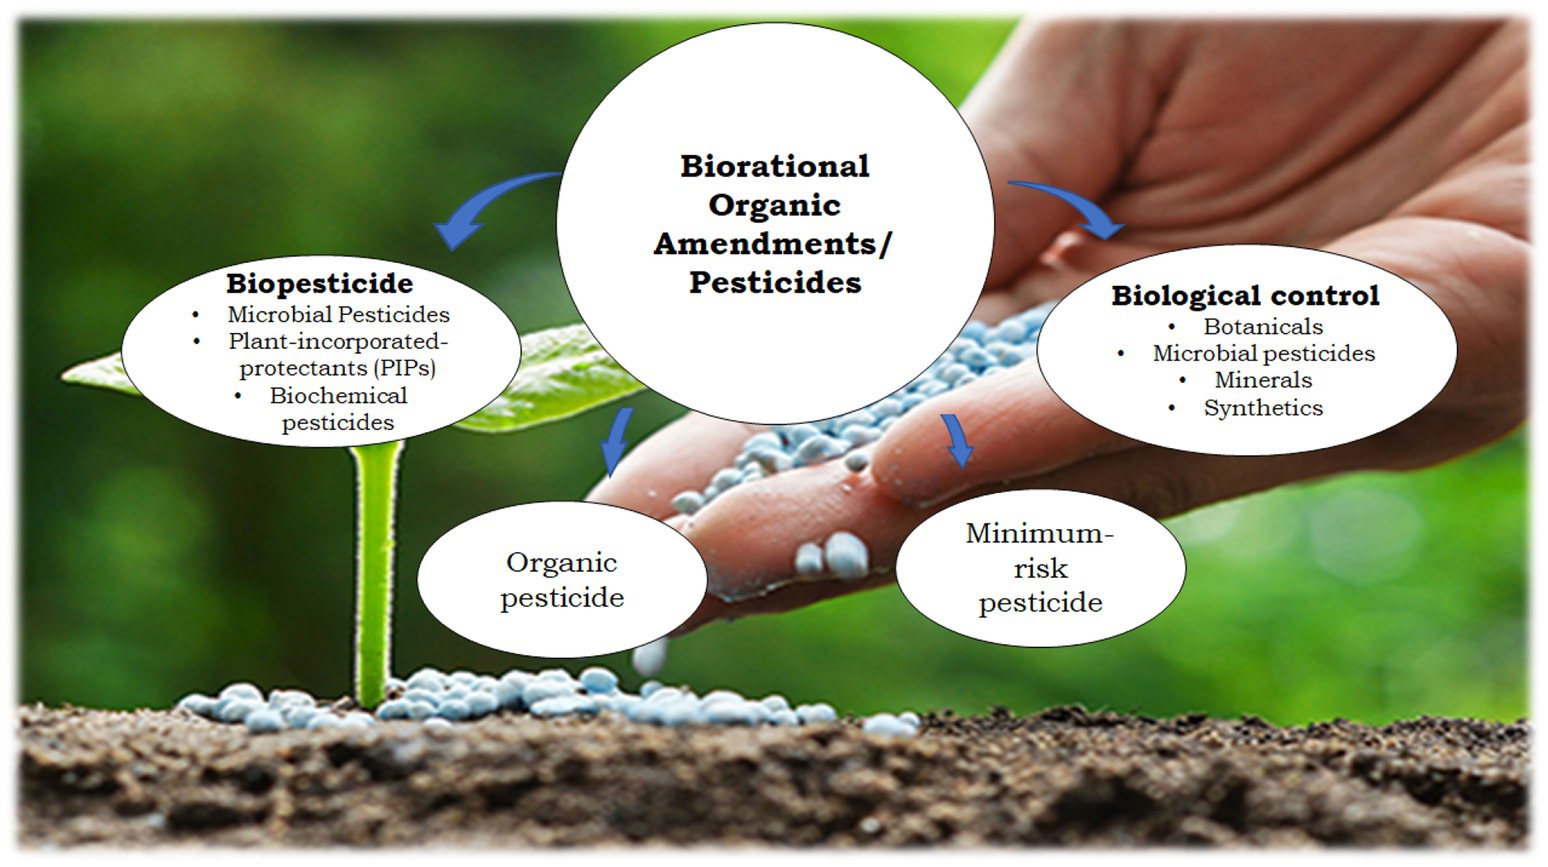 Biorational
Organic
Amendments/
Pesticides
Biopesticide
• Microbial Pesticides
• Plant-incorporated-
protectants (PIPs)
• Biochemical
pesticides
Biological control
• Botanicals
• Microbial pesticides
• Minerals
• Synthetics
Organic
pesticide
Minimum-
risk
pesticide